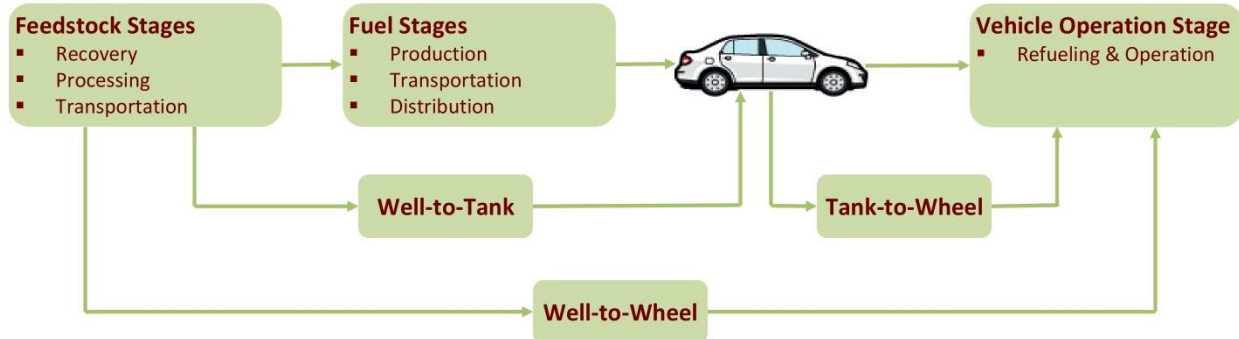 Feedstock Stages
▪ Recovery
▪ Processing
▪ Transportation
Fuel Stages
▪ Production
▪ Transportation
▪ Distribution
Vehicle Operation Stage
▪ Refueling & Operation
Well-to-Tank
Tank-to-Wheel
Well-to-Wheel